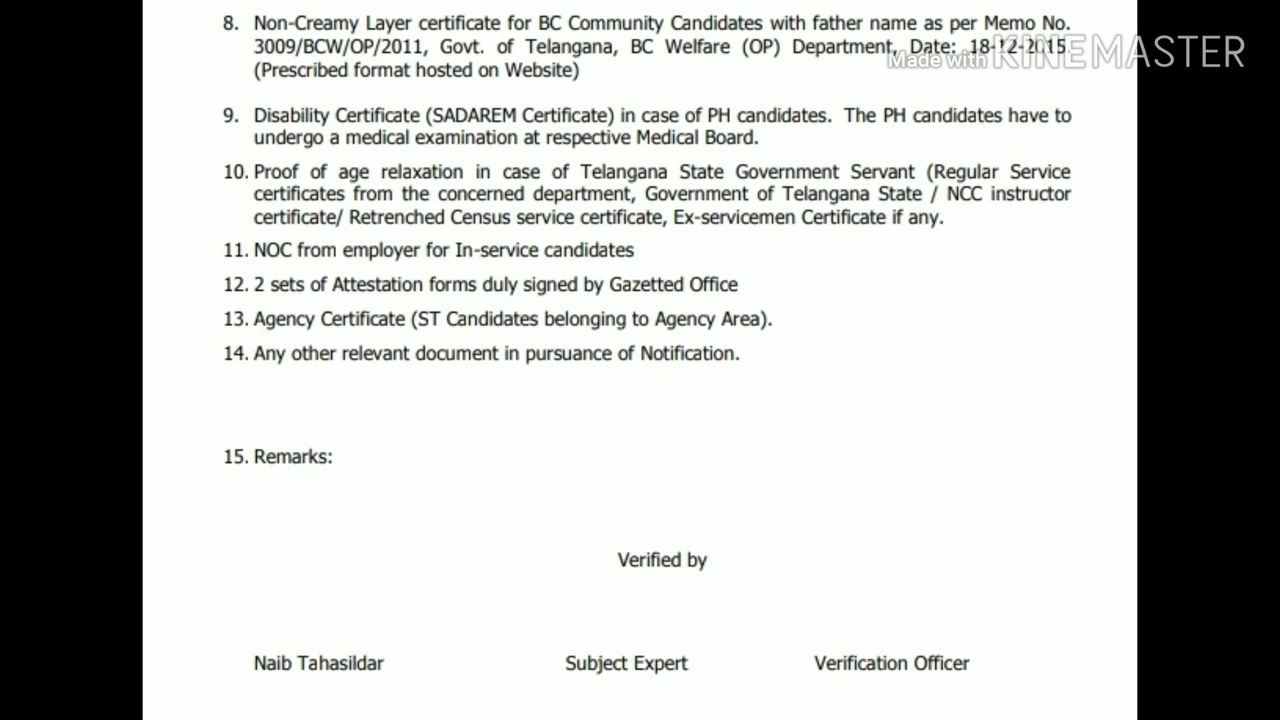 8. Non-Creamy Layer certificate for BC Community Candidates with father name as per Memo No.
3009/BCW/OP/2011, Govt. of Telangana, BC Welfare (OP) Department, Date: 18-12-2015.
Made with KINEMASTER
(Prescribed format hosted on Website)
9. Disability Certificate (SADAREM Certificate) in case of PH candidates. The PH candidates have to
undergo a medical examination at respective Medical Board.
10. Proof of age relaxation in case of Telangana State Government Servant (Regular Service
certificates from the concerned department, Government of Telangana State / NCC instructor
certificate/ Retrenched Census service certificate, Ex-servicemen Certificate if any.
11. NOC from employer for In-service candidates
12. 2 sets of Attestation forms duly signed by Gazetted Office
13. Agency Certificate (ST Candidates belonging to Agency Area).
14. Any other relevant document in pursuance of Notification.
15. Remarks:
Verified by
Naib Tahasildar Subject Expert Verification Officer